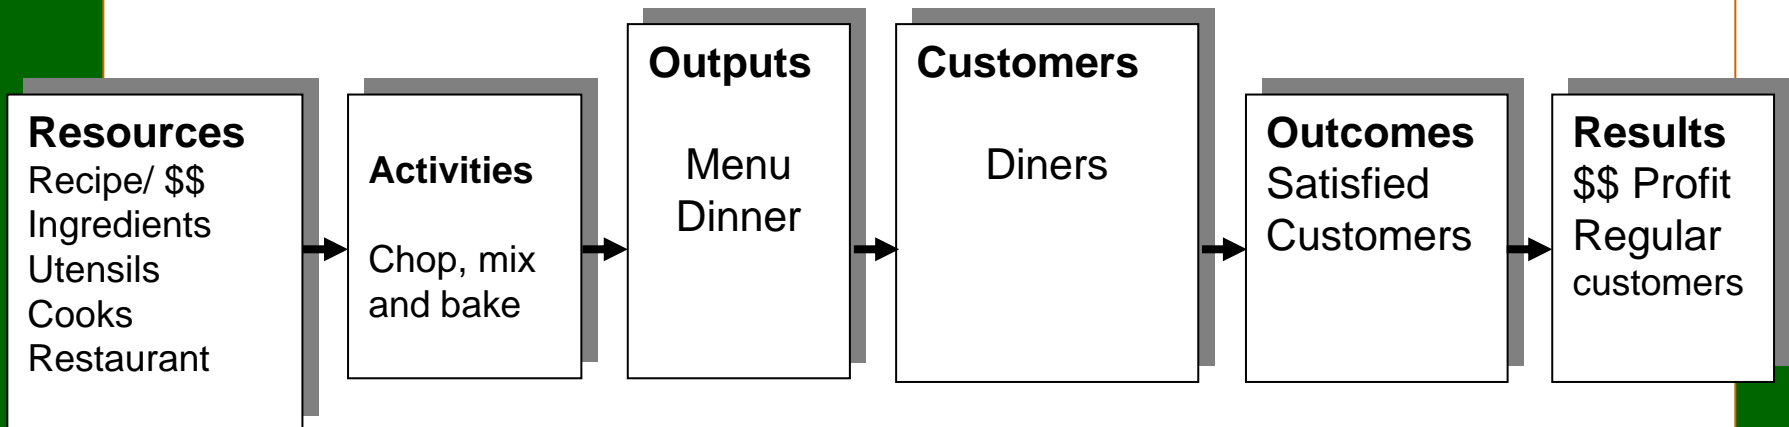 Resources
Recipe/ $$
Ingredients
Utensils
Cooks
Restaurant
Activities
Chop, mix
and bake
Outputs
Menu
Dinner
Customers
Diners
Outcomes
Satisfied
Customers
Results
$$ Profit
Regular
customers